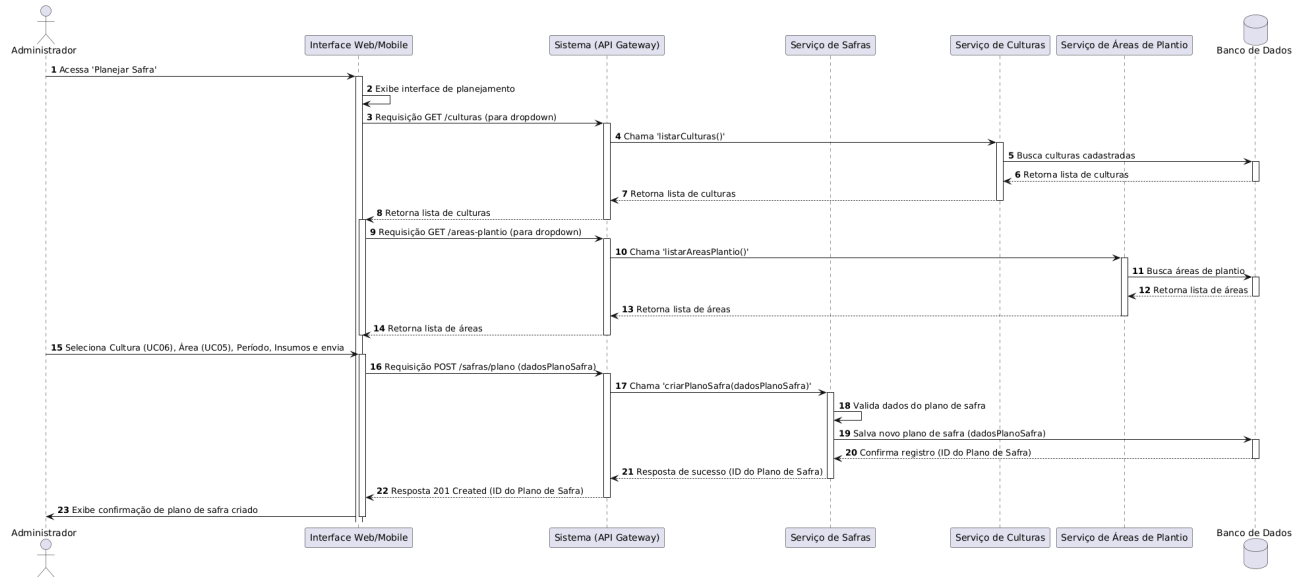 Administrador
Interface Web/Mobile
Sistema (API Gateway)
Serviço de Safras
Serviço de Culturas
Serviço de Áreas de Plantio
Banco de Dados
1 Acessa 'Planejar Safra'
2 Exibe interface de planejamento
3 Requisição GET /culturas (para dropdown)
4 Chama 'listarCulturas()'
5 Busca culturas cadastradas
6 Retorna lista de culturas
7 Retorna lista de culturas
8 Retorna lista de culturas
9 Requisição GET /areas-plantio (para dropdown)
10 Chama 'listarAreasPlantio()'
11 Busca áreas de plantio
12 Retorna lista de áreas
13 Retorna lista de áreas
14 Retorna lista de áreas
15 Seleciona Cultura (UC06), Área (UC05), Período, Insumos e envia
16 Requisição POST /safras/plano (dadosPlanoSafra)
17 Chama 'criarPlanoSafra(dadosPlanoSafra)'
18 Valida dados do plano de safra
19 Salva novo plano de safra (dadosPlanoSafra)
20 Confirma registro (ID do Plano de Safra)
21 Resposta de sucesso (ID do Plano de Safra)
22 Resposta 201 Created (ID do Plano de Safra)
23 Exibe confirmação de plano de safra criado
Administrador
Interface Web/Mobile
Sistema (API Gateway)
Serviço de Safras
Serviço de Culturas
Serviço de Áreas de Plantio
Banco de Dados